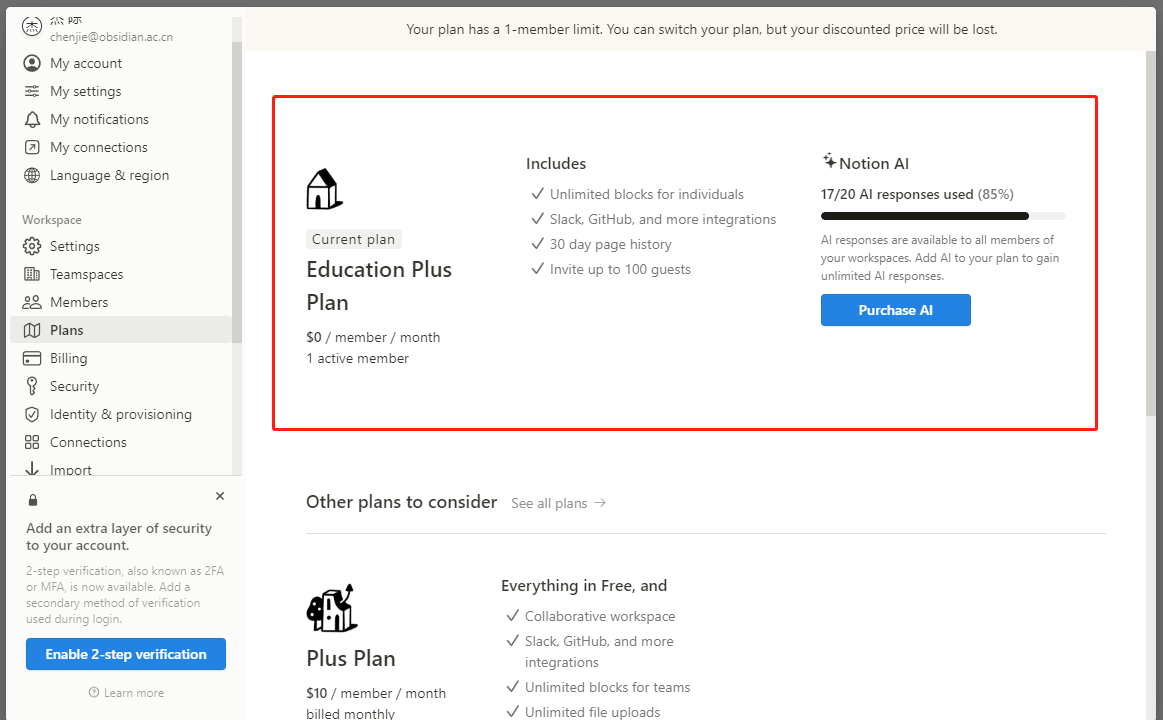 chenjie@obsidian.ac.cn
My account
My settings
My notifications
My connections
Language & region
Workspace
Settings
Teamspaces
Members
Plans
Billing
Security
Identity & provisioning
Connections
Import
Add an extra layer of security
to your account.
2-step verification, also known as 2FA
or MFA, is now available. Add a
secondary method of verification
used during login.
Enable 2-step verification
Learn more
Your plan has a 1-member limit. You can switch your plan, but your discounted price will be lost.
Current plan
Education Plus
Plan
$0 / member / month
1 active member
Includes
Unlimited blocks for individuals
Slack, GitHub, and more integrations
30 day page history
Invite up to 100 guests
Notion AI
17/20 AI responses used (85%)
AI responses are available to all members of
your workspaces. Add AI to your plan to gain
unlimited AI responses.
Purchase AI
Other plans to consider See all plans →
Plus Plan
$10 / member / month
billed monthly
Everything in Free, and
Collaborative workspace
Slack, GitHub, and more
integrations
Unlimited blocks for teams
Unlimited file uploads